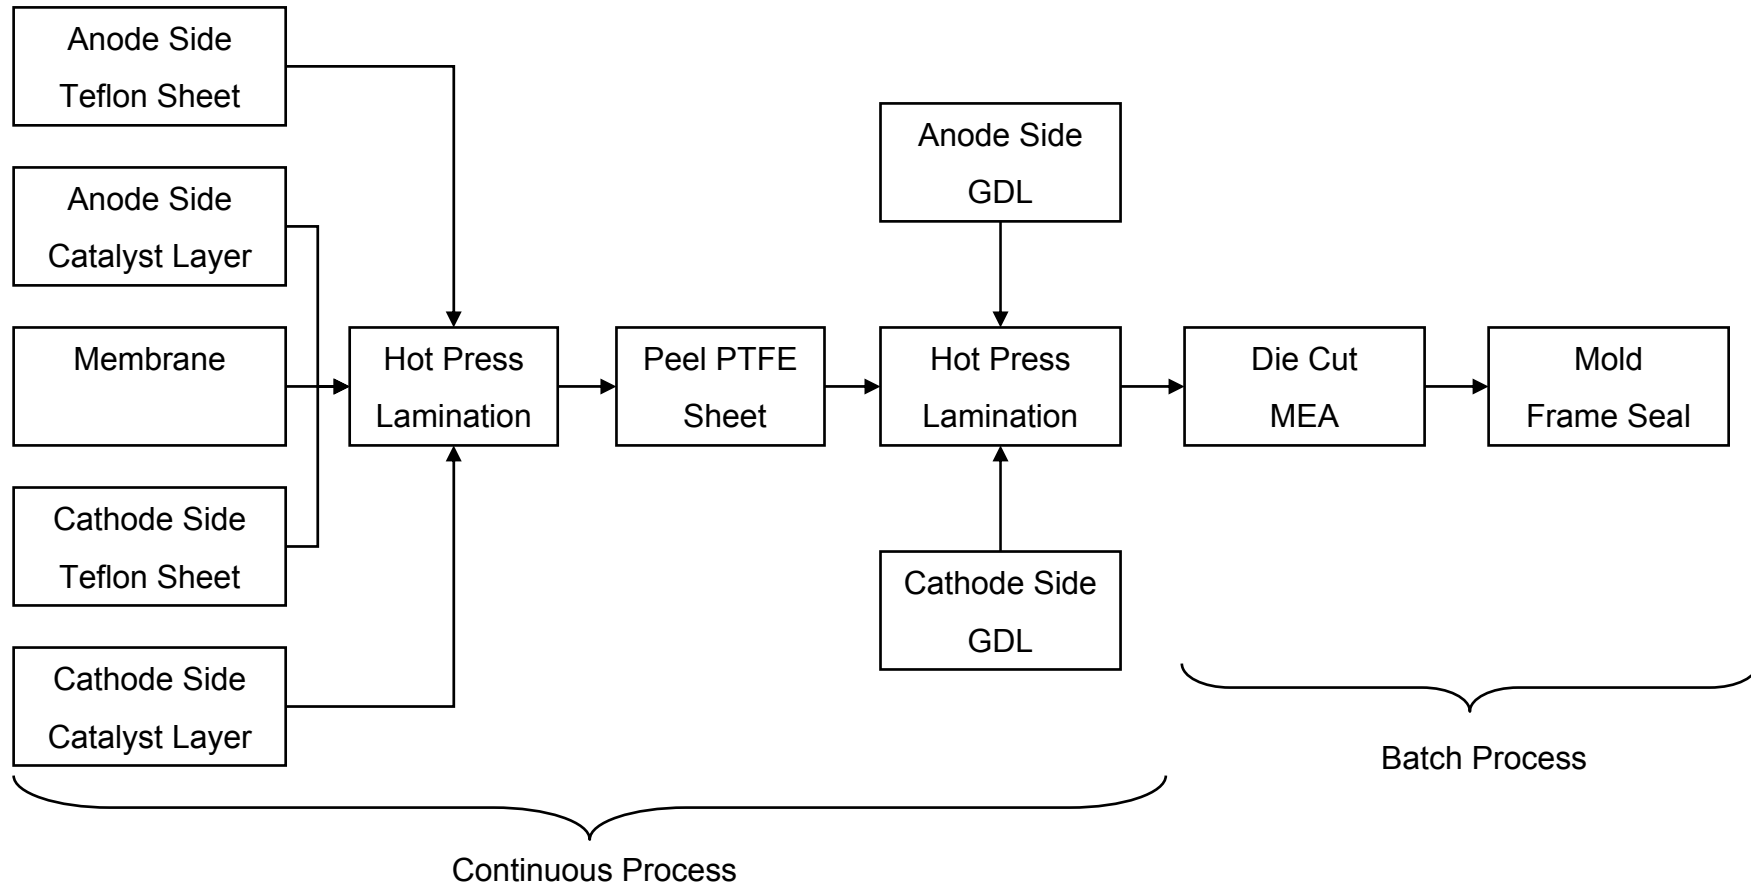 Anode Side
Teflon Sheet
Anode Side
Catalyst Layer
Membrane
Cathode Side
Teflon Sheet
Cathode Side
Catalyst Layer
Hot Press
Lamination
Peel PTFE
Sheet
Anode Side
GDL
Hot Press
Lamination
Cathode Side
GDL
Die Cut
MEA
Mold
Frame Seal
Batch Process
Continuous Process